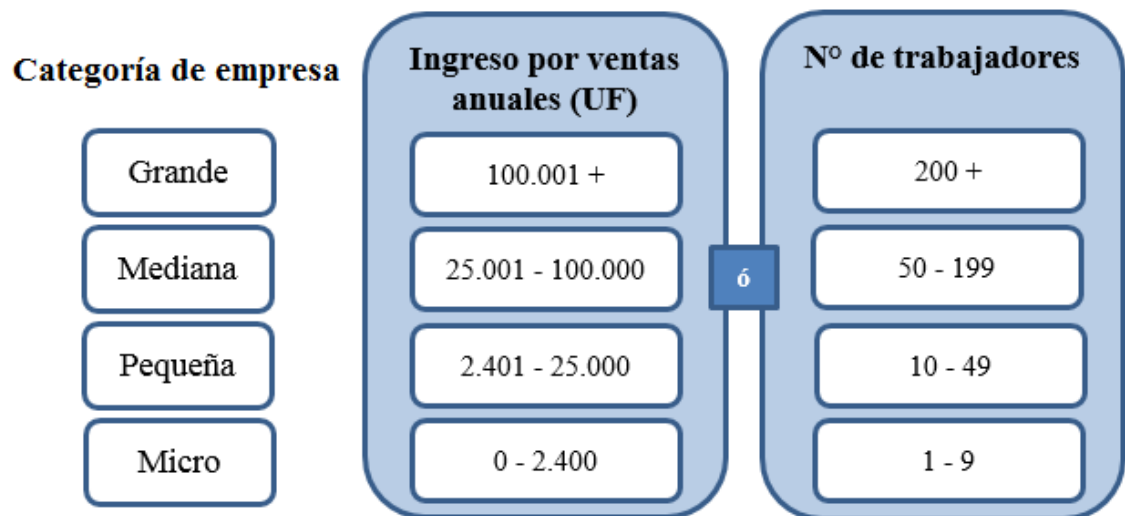 Categoría de empresa
Ingreso por ventas
anuales (UF)
N° de trabajadores
Grande
100.001 +
200 +
Mediana
25.001 - 100.000
ó
50 - 199
Pequeña
2.401 - 25.000
10 - 49
Micro
0 - 2.400
1 - 9